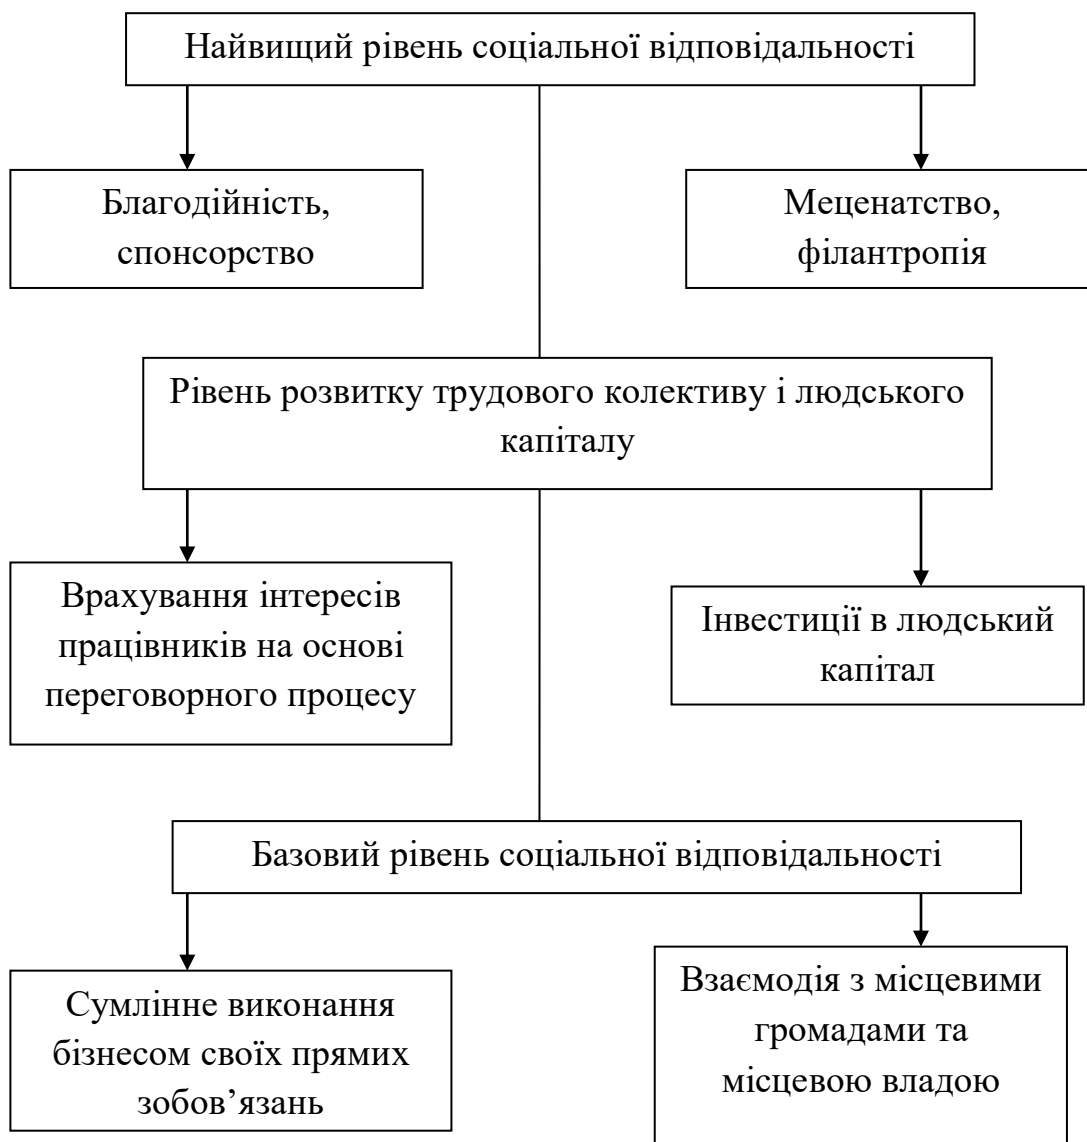 Найвищий рівень соціальної відповідальності
Благодійність,
спонсорство
Меценатство,
філантропія
Рівень розвитку трудового колективу і людського
капіталу
Врахування інтересів
працівників на основі
переговорного процесу
Інвестиції в людський
капітал
Базовий рівень соціальної відповідальності
Сумлінне виконання
бізнесом своїх прямих
зобов’язань
Взаємодія з місцевими
громадами та
місцевою владою